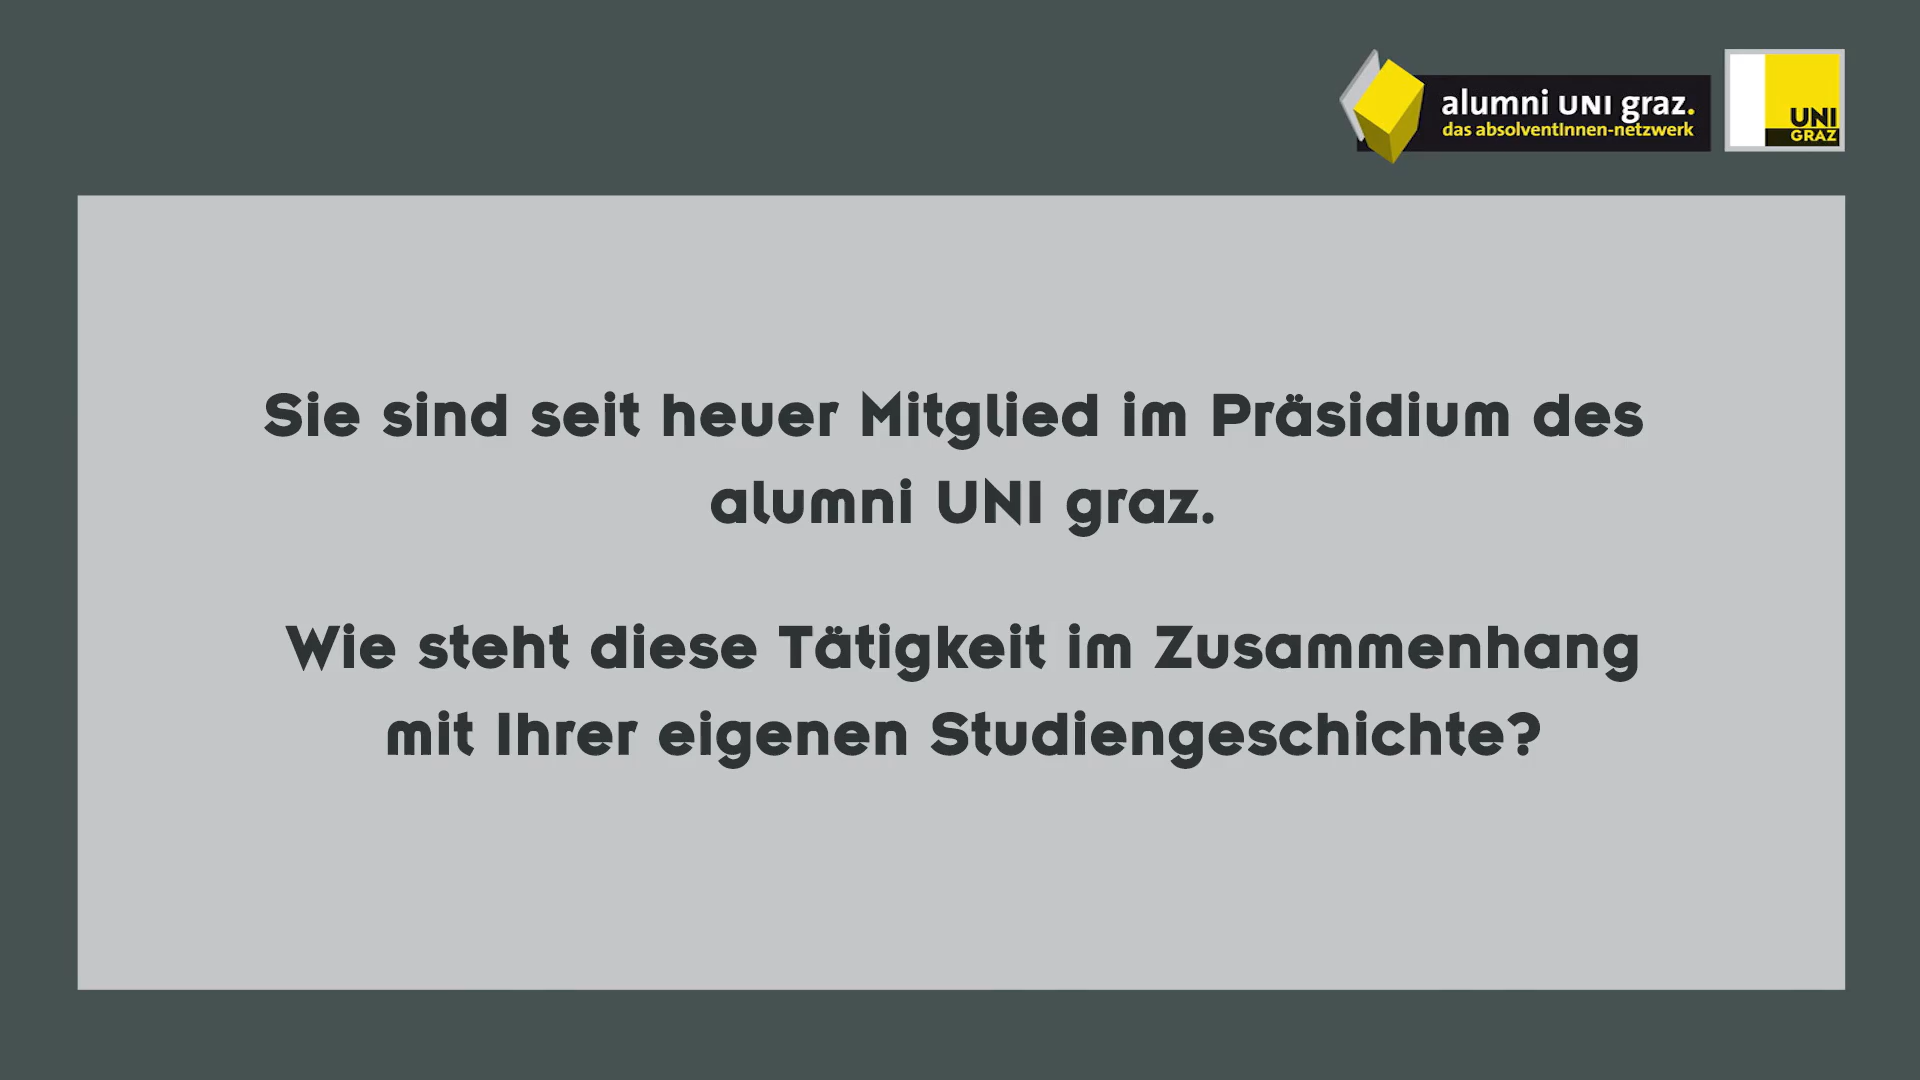 alumni UNI graz.
das absolventInnen-netzwerk
UNI
GRAZ
Sie sind seit heuer Mitglied im Präsidium des
alumni UNI graz.
Wie steht diese Tätigkeit im Zusammenhang
mit Ihrer eigenen Studiengeschichte?